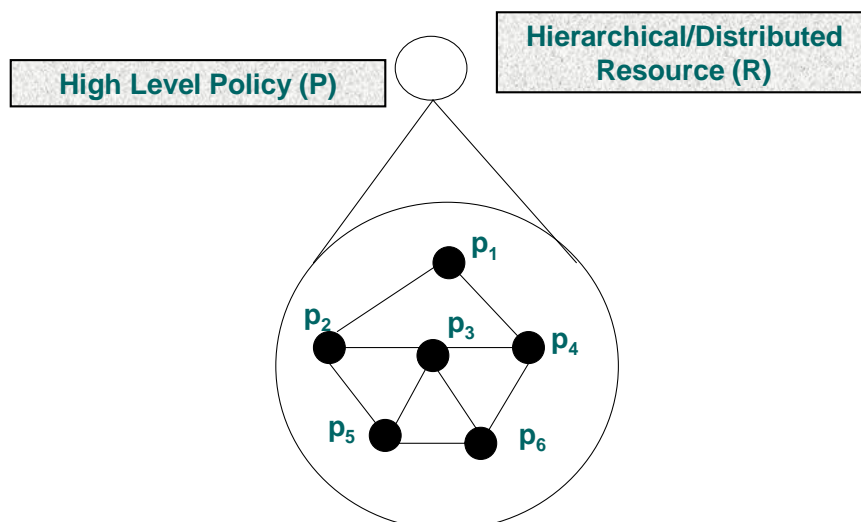 Hierarchical/Distributed
Resource (R)
High Level Policy (P)
p₁
p₂
p₃
p₄
p₅
p₆